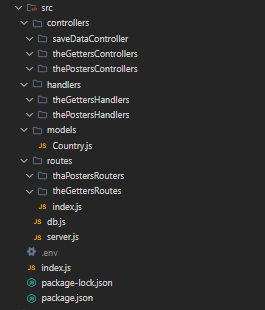 src
controllers
saveDataController
theGettersControllers
thePostersControllers
handlers
theGettersHandlers
thePostersHandlers
models
JS Country.js
routes
thaPostersRouters
theGettersRoutes
JS index.js
JS db.js
JS server.js
.env
JS index.js
package-lock.json
package.json